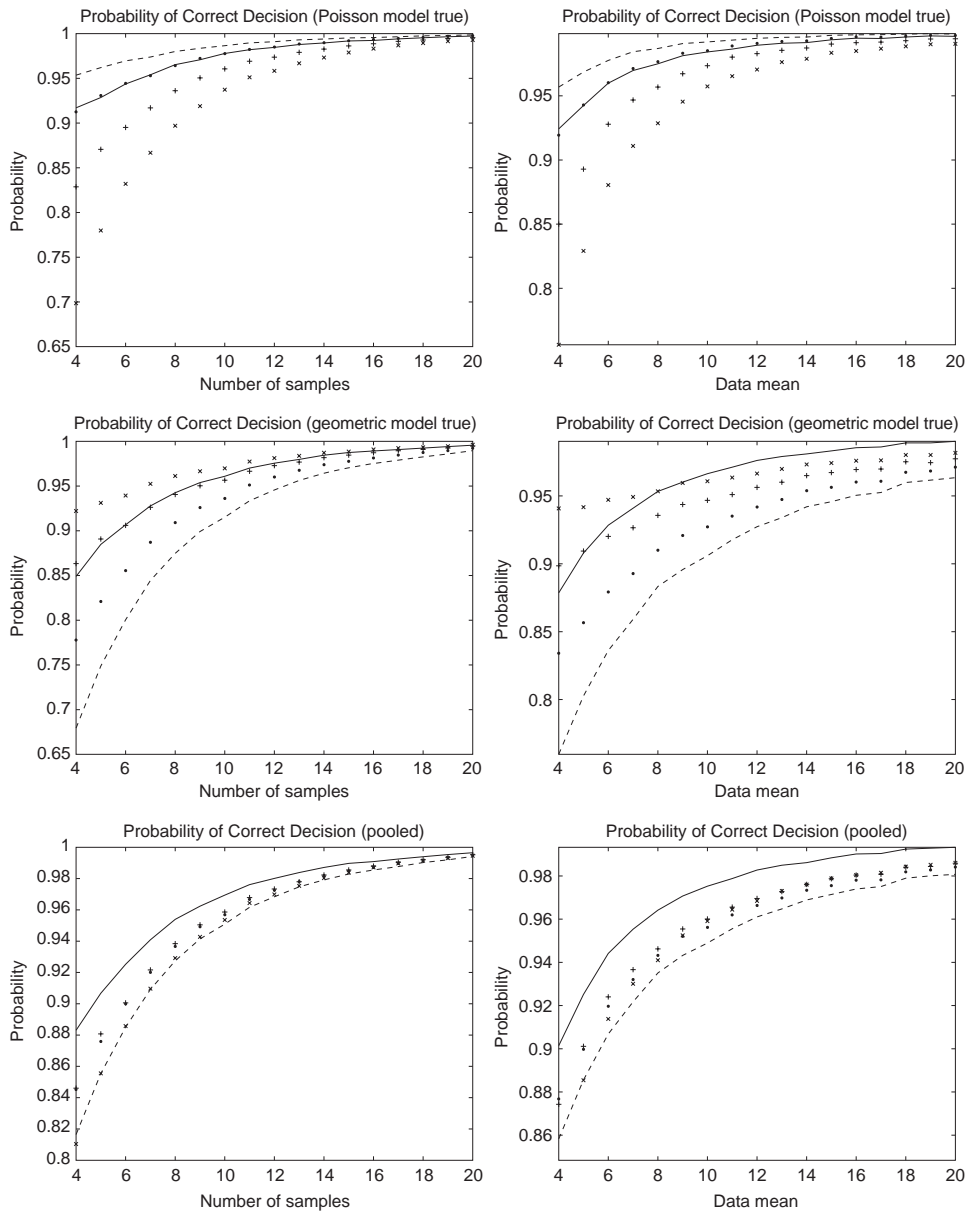 Probability of Correct Decision (Poisson model true)
1
0.95
0.9
0.85
0.8
0.75
0.7
0.65
Probability
4 6 8 10 12 14 16 18 20
Number of samples
Probability of Correct Decision (Poisson model true)
0.95
0.9
0.85
0.8
Probability
4 6 8 10 12 14 16 18 20
Data mean
Probability of Correct Decision (geometric model true)
1
0.95
0.9
0.85
0.8
0.75
0.7
0.65
Probability
4 6 8 10 12 14 16 18 20
Number of samples
Probability of Correct Decision (geometric model true)
0.95
0.9
0.85
0.8
Probability
4 6 8 10 12 14 16 18 20
Data mean
Probability of Correct Decision (pooled)
1
0.98
0.96
0.94
0.92
0.9
0.88
0.86
0.84
0.82
0.8
Probability
4 6 8 10 12 14 16 18 20
Number of samples
Probability of Correct Decision (pooled)
0.98
0.96
0.94
0.92
0.9
0.88
0.86
Probability
4 6 8 10 12 14 16 18 20
Data mean